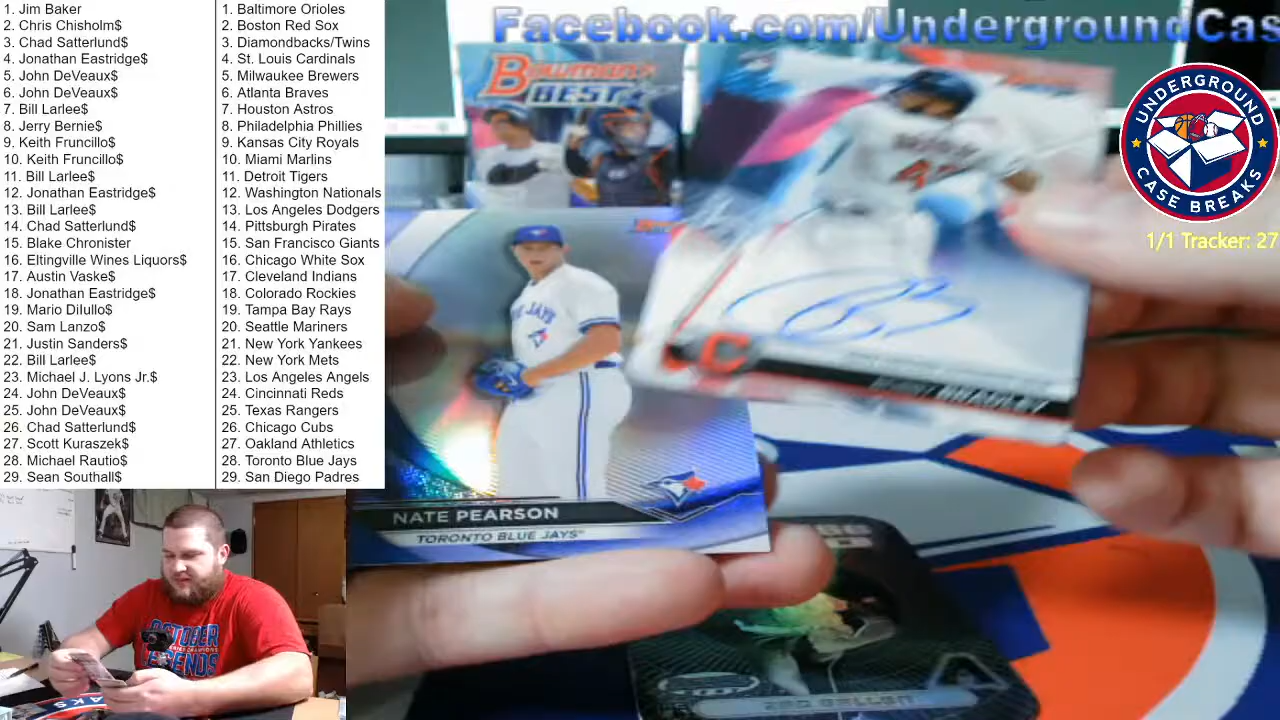 Facebook.com/UndergroundCas
1. Jim Baker
2. Chris Chisholm$
3. Chad Satterlund$
4. Jonathan Eastridge$
5. John DeVeaux$
6. John DeVeaux$
7. Bill Larlee$
8. Jerry Bernie$
9. Keith Fruncillo$
10. Keith Fruncillo$
11. Bill Larlee$
12. Jonathan Eastridge$
13. Bill Larlee$
14. Chad Satterlund$
15. Blake Chronister
16. Eltingville Wines Liquors$
17. Austin Vaske$
18. Jonathan Eastridge$
19. Mario Dilullo$
20. Sam Lanzo$
21. Justin Sanders$
22. Bill Larlee$
23. Michael J. Lyons Jr.$
24. John DeVaux$
25. John DeVeaux$
26. Chad Satterlund$
27. Scott Kuraszek$
28. Michael Rautio$
29. Sean Southall$
1. Baltimore Orioles
2. Boston Red Sox
3. Diamondbacks/Twins
4. St. Louis Cardinals
5. Milwaukee Brewers
6. Atlanta Braves
7. Houston Astros
8. Philadelphia Phillies
9. Kansas City Royals
10. Miami Marlins
11. Detroit Tigers
12. Washington Nationals
13. Los Angeles Dodgers
14. Pittsburgh Pirates
15. San Francisco Giants
16. Chicago White Sox
17. Cleveland Indians
18. Colorado Rockies
19. Tampa Bay Rays
20. Seattle Mariners
21. New York Yankees
22. New York Mets
23. Los Angeles Angels
24. Cincinnati Reds
25. Texas Rangers
26. Chicago Cubs
27. Oakland Athletics
28. Toronto Blue Jays
29. San Diego Padres
BOWMAN'S
BEST
UNDERGROUND
CASE BREAKS
1/1 Tracker: 27
NATE PEARSON
TORONTO BLUE JAYS
OCTOBER
LEGENDS
ZAC GALLEN